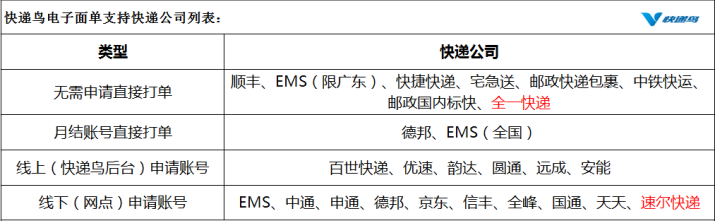 快递鸟电子面单支持快递公司列表:
快递鸟
类型
快递公司
无需申请直接打单
顺丰、EMS(限广东)、快捷快递、宅急送、邮政快递包裹、中铁快运、
邮政国内标快、全一快递
月结账号直接打单
德邦、EMS(全国)
线上(快递鸟后台)申请账号
百世快递、优速、韵达、圆通、远成、安能
线下(网点)申请账号
EMS、中通、申通、德邦、京东、信丰、全峰、国通、天天、速尔快递